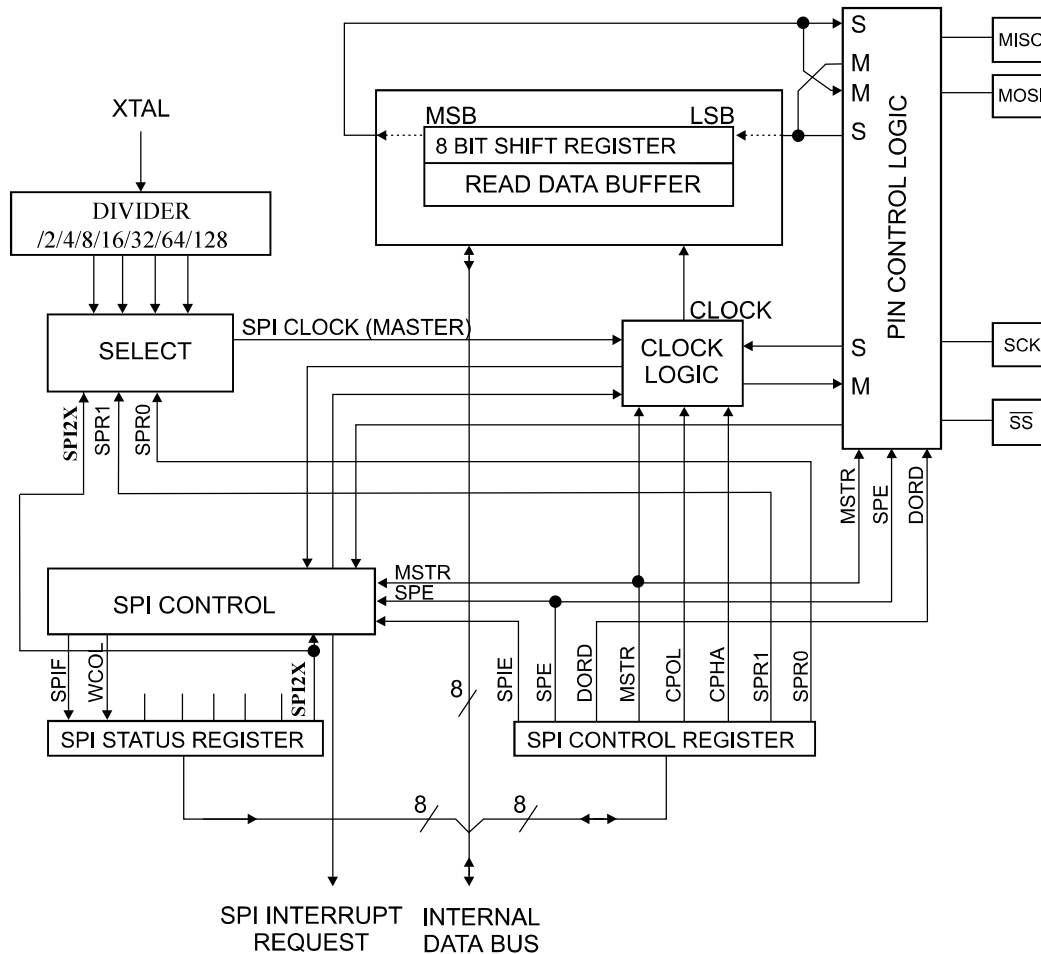 S
MISO
M
MOSI
M
S
MSB
LSB
8 BIT SHIFT REGISTER
READ DATA BUFFER
XTAL
DIVIDER
/2/4/8/16/32/64/128
PIN CONTROL LOGIC
SPI CLOCK (MASTER)
CLOCK
SELECT
CLOCK
LOGIC
S
M
SCK
SS
SPI2X
SPR1
SPR0
MSTR
SPE
DORD
SPI CONTROL
MSTR
SPE
SPIF
WCOL
SPI2X
SPIE
SPE
DORD
MSTR
CPOL
CPHA
SPR1
SPR0
8
SPI STATUS REGISTER
SPI CONTROL REGISTER
8
8
SPI INTERRUPT
REQUEST
INTERNAL
DATA BUS